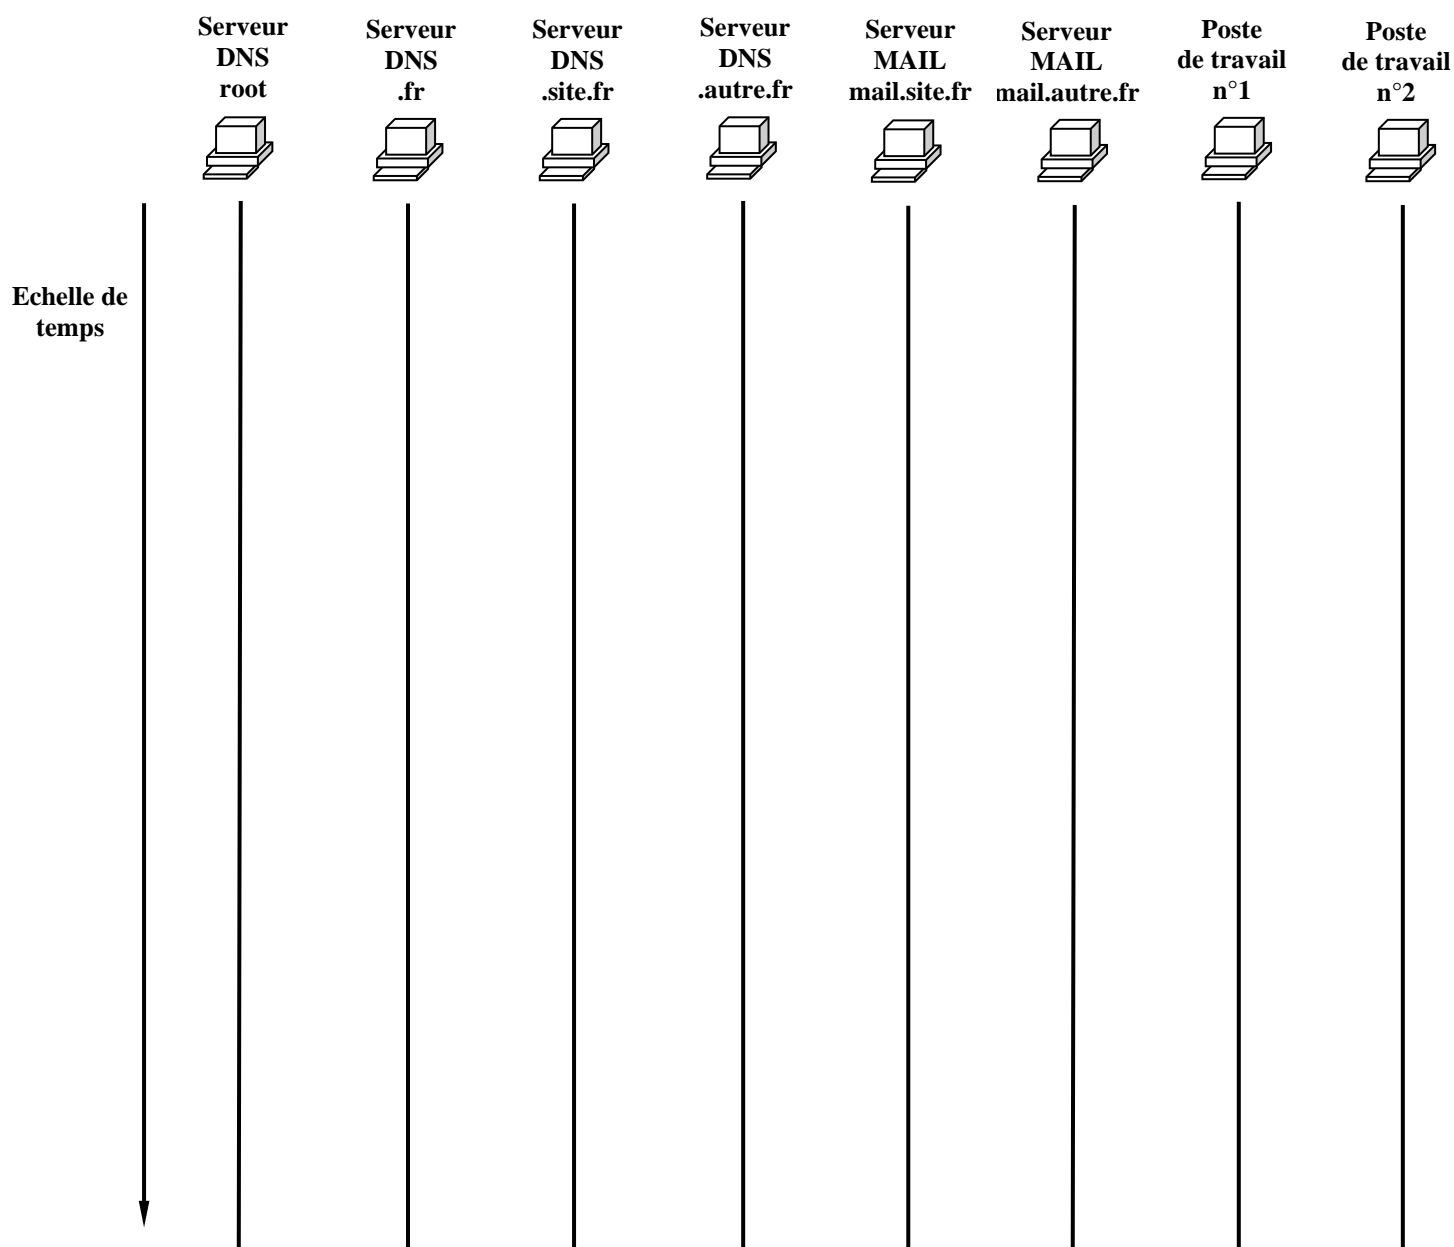 Serveur
DNS
root
Serveur
DNS
.fr
Serveur
DNS
.site.fr
Serveur
DNS
.autre.fr
Serveur
MAIL
mail.site.fr
Serveur
MAIL
mail.autre.fr
Poste
de travail
n°1
Poste
de travail
n°2
Echelle de
temps